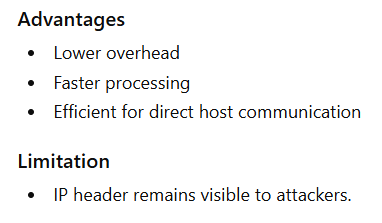 Advantages
• Lower overhead
• Faster processing
• Efficient for direct host communication
Limitation
• IP header remains visible to attackers.